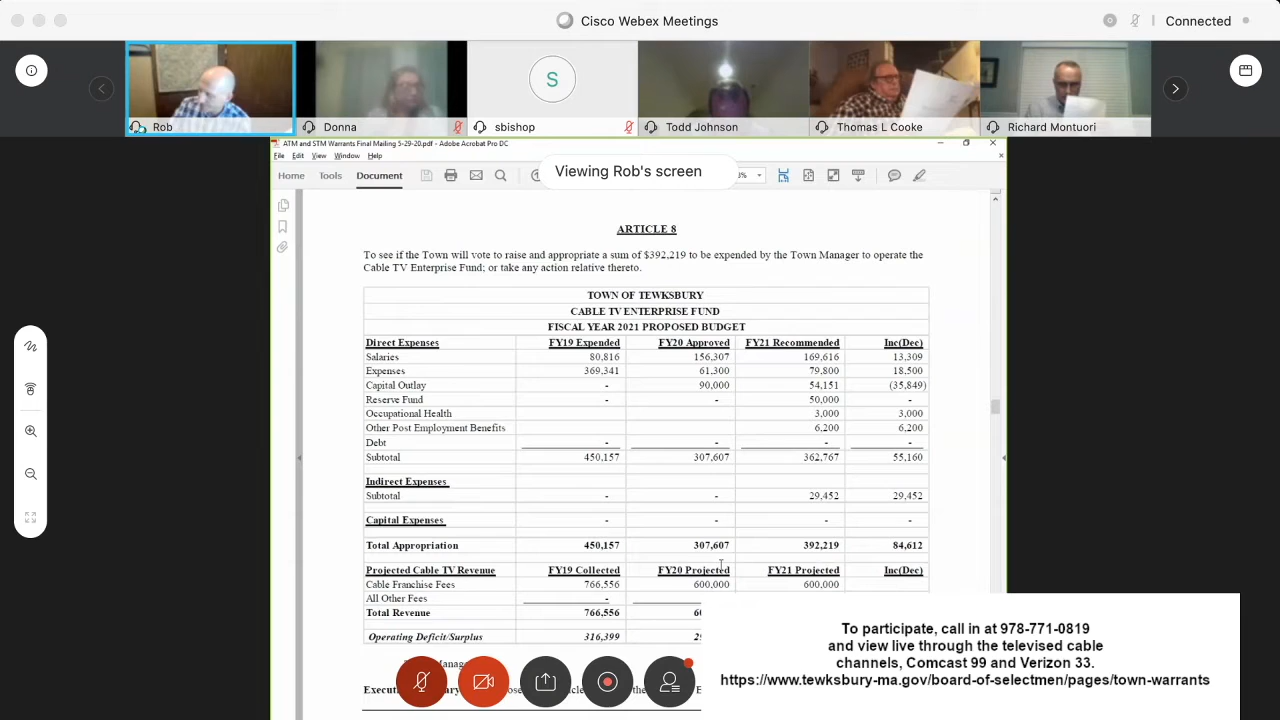 Cisco Webex Meetings
Connected
Rob
Donna
S
sbishop
Todd Johnson
Thomas L Cooke
Richard Montuori
ATM and STM Warrants Final Mailing 5-29-20.pdf - Adobe Acrobat Pro DC
File Edit View Window Help
Viewing Rob's screen
Home Tools Document
ARTICLE 8
To see if the Town will vote to raise and appropriate a sum of $392,219 to be expended by the Town Manager to operate the
Cable TV Enterprise Fund; or take any action relative thereto.
TOWN OF TEWKSBURY
CABLE TV ENTERPRISE FUND
FISCAL YEAR 2021 PROPOSED BUDGET
Direct Expenses FY19 Expended FY20 Approved FY21 Recommended Inc(Dec)
Salaries 80,816 156,307 169,616 13,309
Expenses 369,341 61,300 79,800 18,500
Capital Outlay - 90,000 54,151 (35,849)
Reserve Fund - - 50,000 -
Occupational Health 3,000 3,000
Other Post Employment Benefits 6,200 6,200
Debt - - - -
Subtotal 450,157 307,607 362,767 55,160
Indirect Expenses
Subtotal - - 29,452 29,452
Capital Expenses - - - -
Total Appropriation 450,157 307,607 392,219 84,612
Projected Cable TV Revenue FY19 Collected FY20 Projected FY21 Projected Inc(Dec)
Cable Franchise Fees 766,556 600,000 600,000
All Other Fees -
Total Revenue 766,556
Operating Deficit/Surplus 316,399
To participate, call in at 978-771-0819
and view live through the televised cable
channels, Comcast 99 and Verizon 33.
https://www.tewksbury-ma.gov/board-of-selectmen/pages/town-warrants